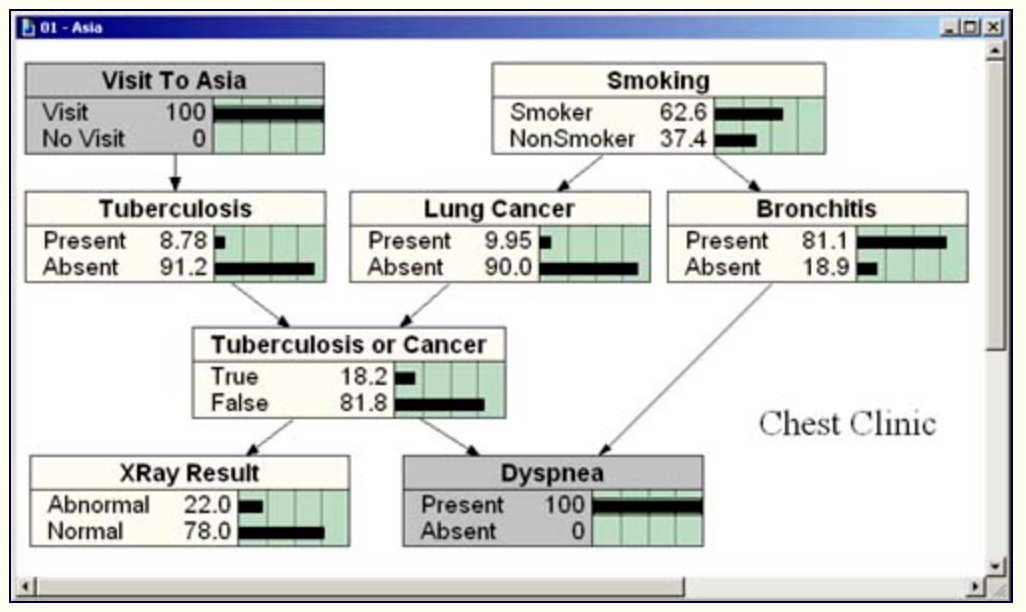 01 - Asia
Visit To Asia
Visit 100
No Visit 0
Smoking
Smoker 62.6
NonSmoker 37.4
Tuberculosis
Present 8.78
Absent 91.2
Lung Cancer
Present 9.95
Absent 90.0
Bronchitis
Present 81.1
Absent 18.9
Tuberculosis or Cancer
True 18.2
False 81.8
Chest Clinic
XRay Result
Abnormal 22.0
Normal 78.0
Dyspnea
Present 100
Absent 0